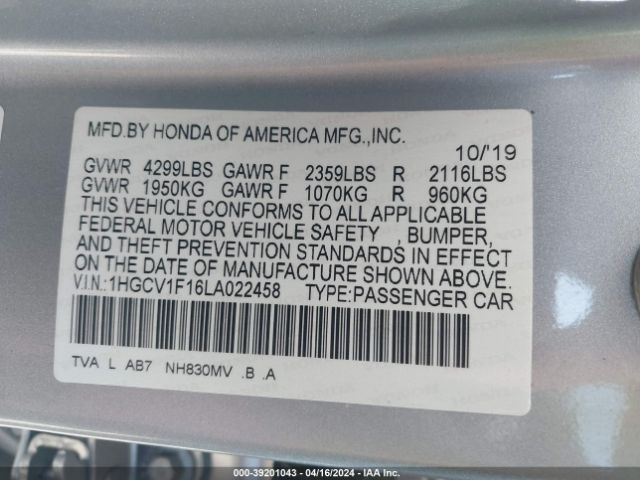 MFD.BY HONDA OF AMERICA MFG.,INC.
10/'19
GVWR 4299LBS GAWR F 2359LBS R 2116LBS
GVWR 1950KG GAWR F 1070KG R 960KG
THIS VEHICLE CONFORMS TO ALL APPLICABLE
FEDERAL MOTOR VEHICLE SAFETY , BUMPER,
AND THEFT PREVENTION STANDARDS IN EFFECT
ON THE DATE OF MANUFACTURE SHOWN ABOVE.
V.I.N.:1HGCV1F16LA022458 TYPE:PASSENGER CAR
TVA L AB7 NH830MV .B .A
000-39201043 - 04/16/2024 - IAA Inc.